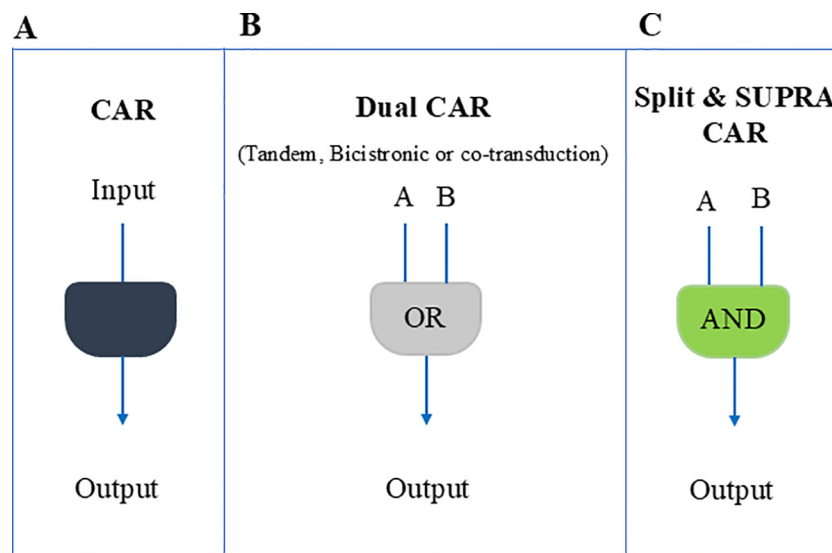 A
CAR
Input
Output
B
Dual CAR
(Tandem, Bicistronic or co-transduction)
A B
OR
Output
C
Split & SUPRA
CAR
A B
AND
Output